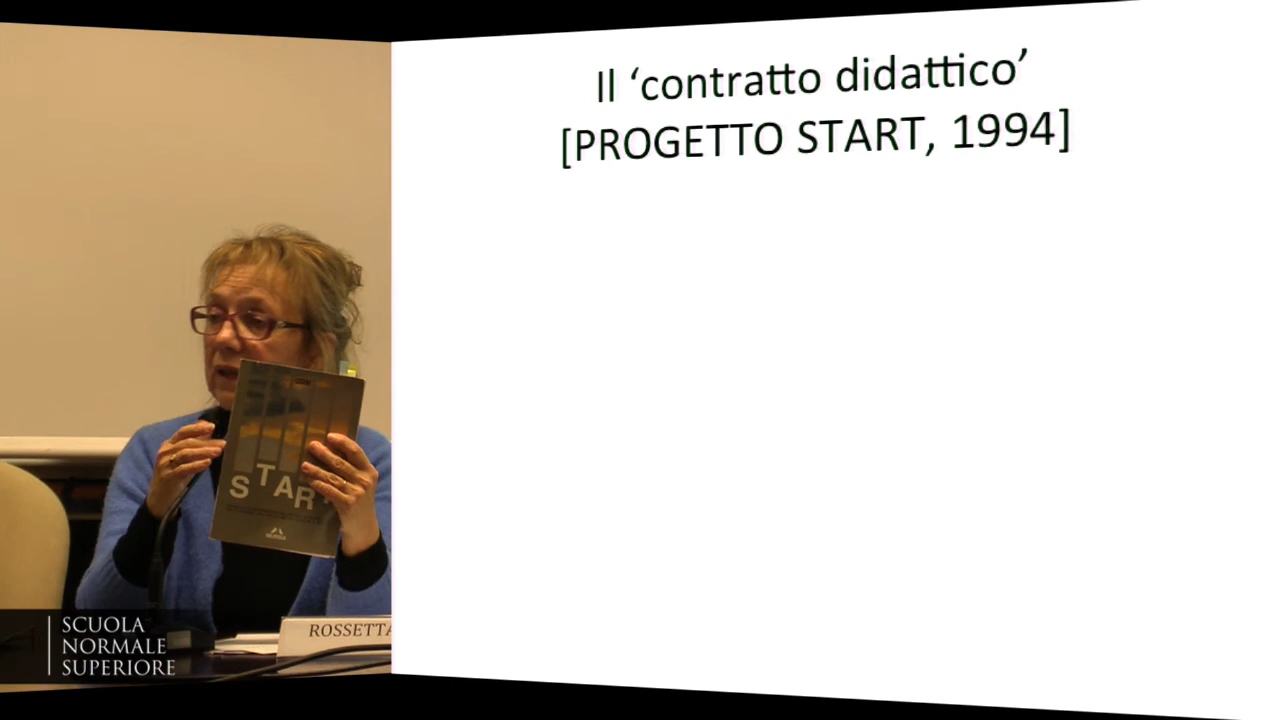 Il ‘contratto didattico’
[PROGETTO START, 1994]
START
ROSSETTA
SCUOLA
NORMALE
SUPERIORE